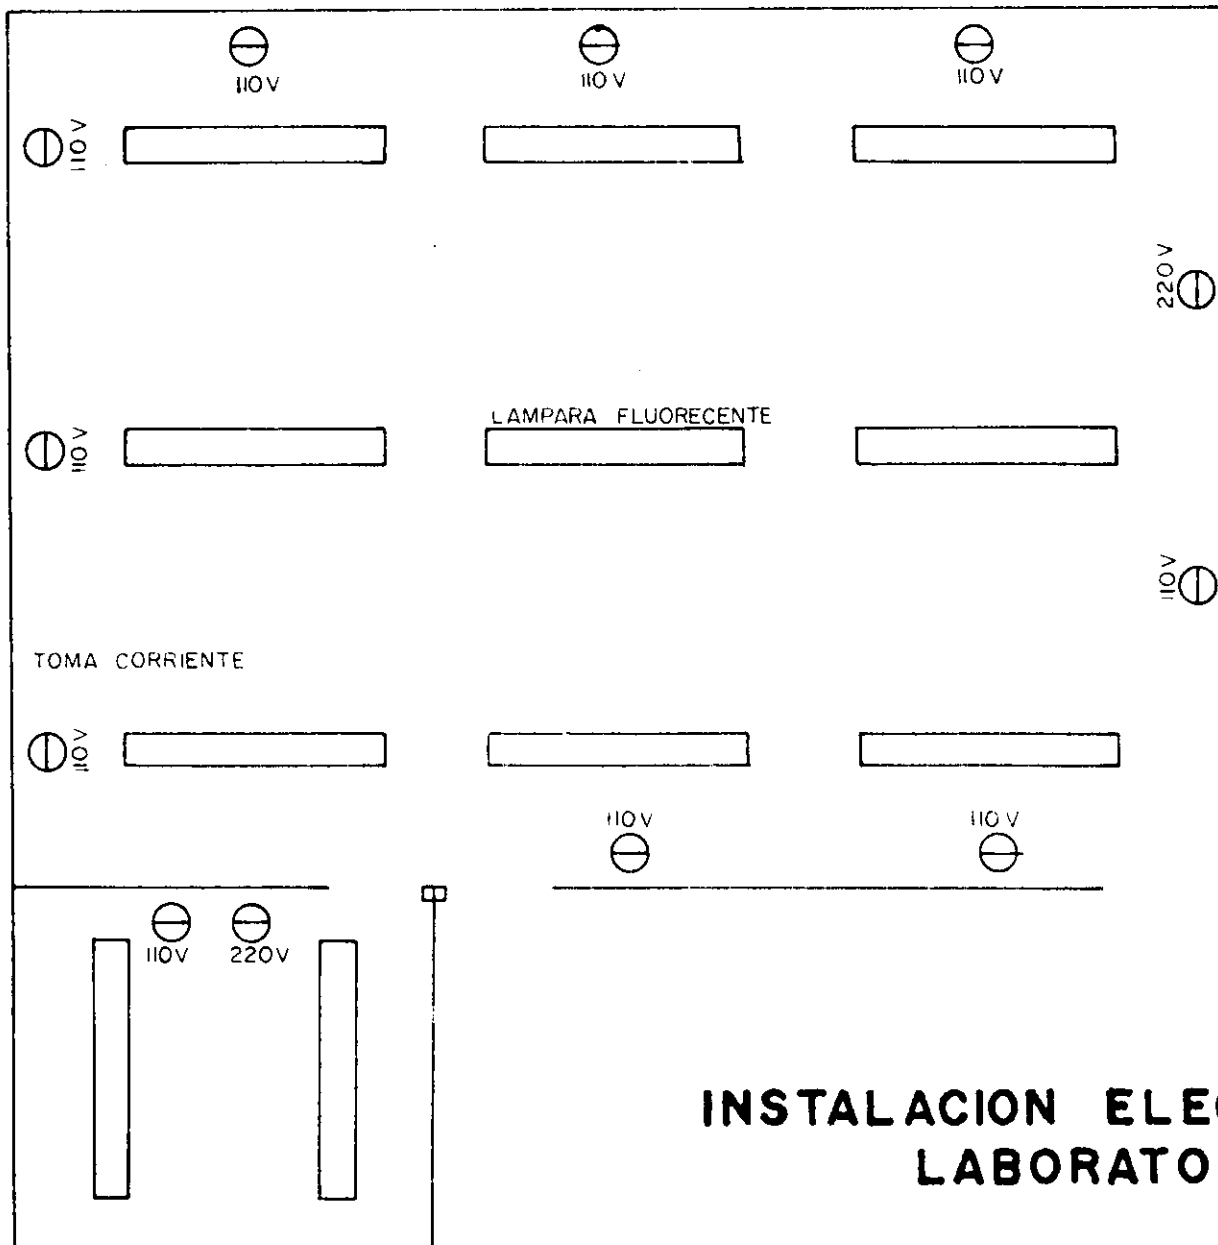 110V
110V
110V
110V
220V
LAMPARA FLUORECENTE
110V
110V
TOMA CORRIENTE
110V
110V
110V
110V
220V
INSTALACION ELE
LABORATO